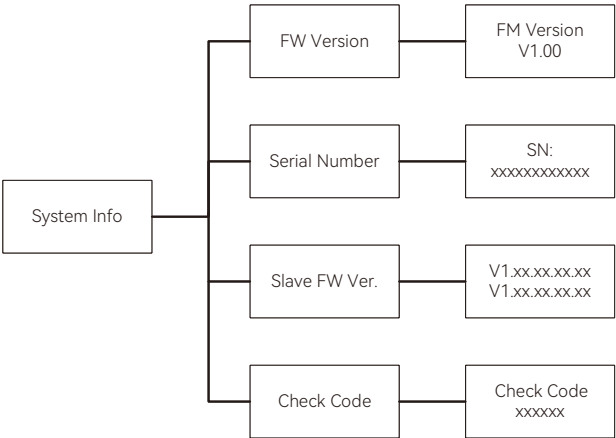 FW Version
FM Version
V1.00
Serial Number
SN:
xxxxxxxxxxxx
System Info
Slave FW Ver.
V1.xx.xx.xx.xx
V1.xx.xx.xx.xx
Check Code
Check Code
xxxxxx